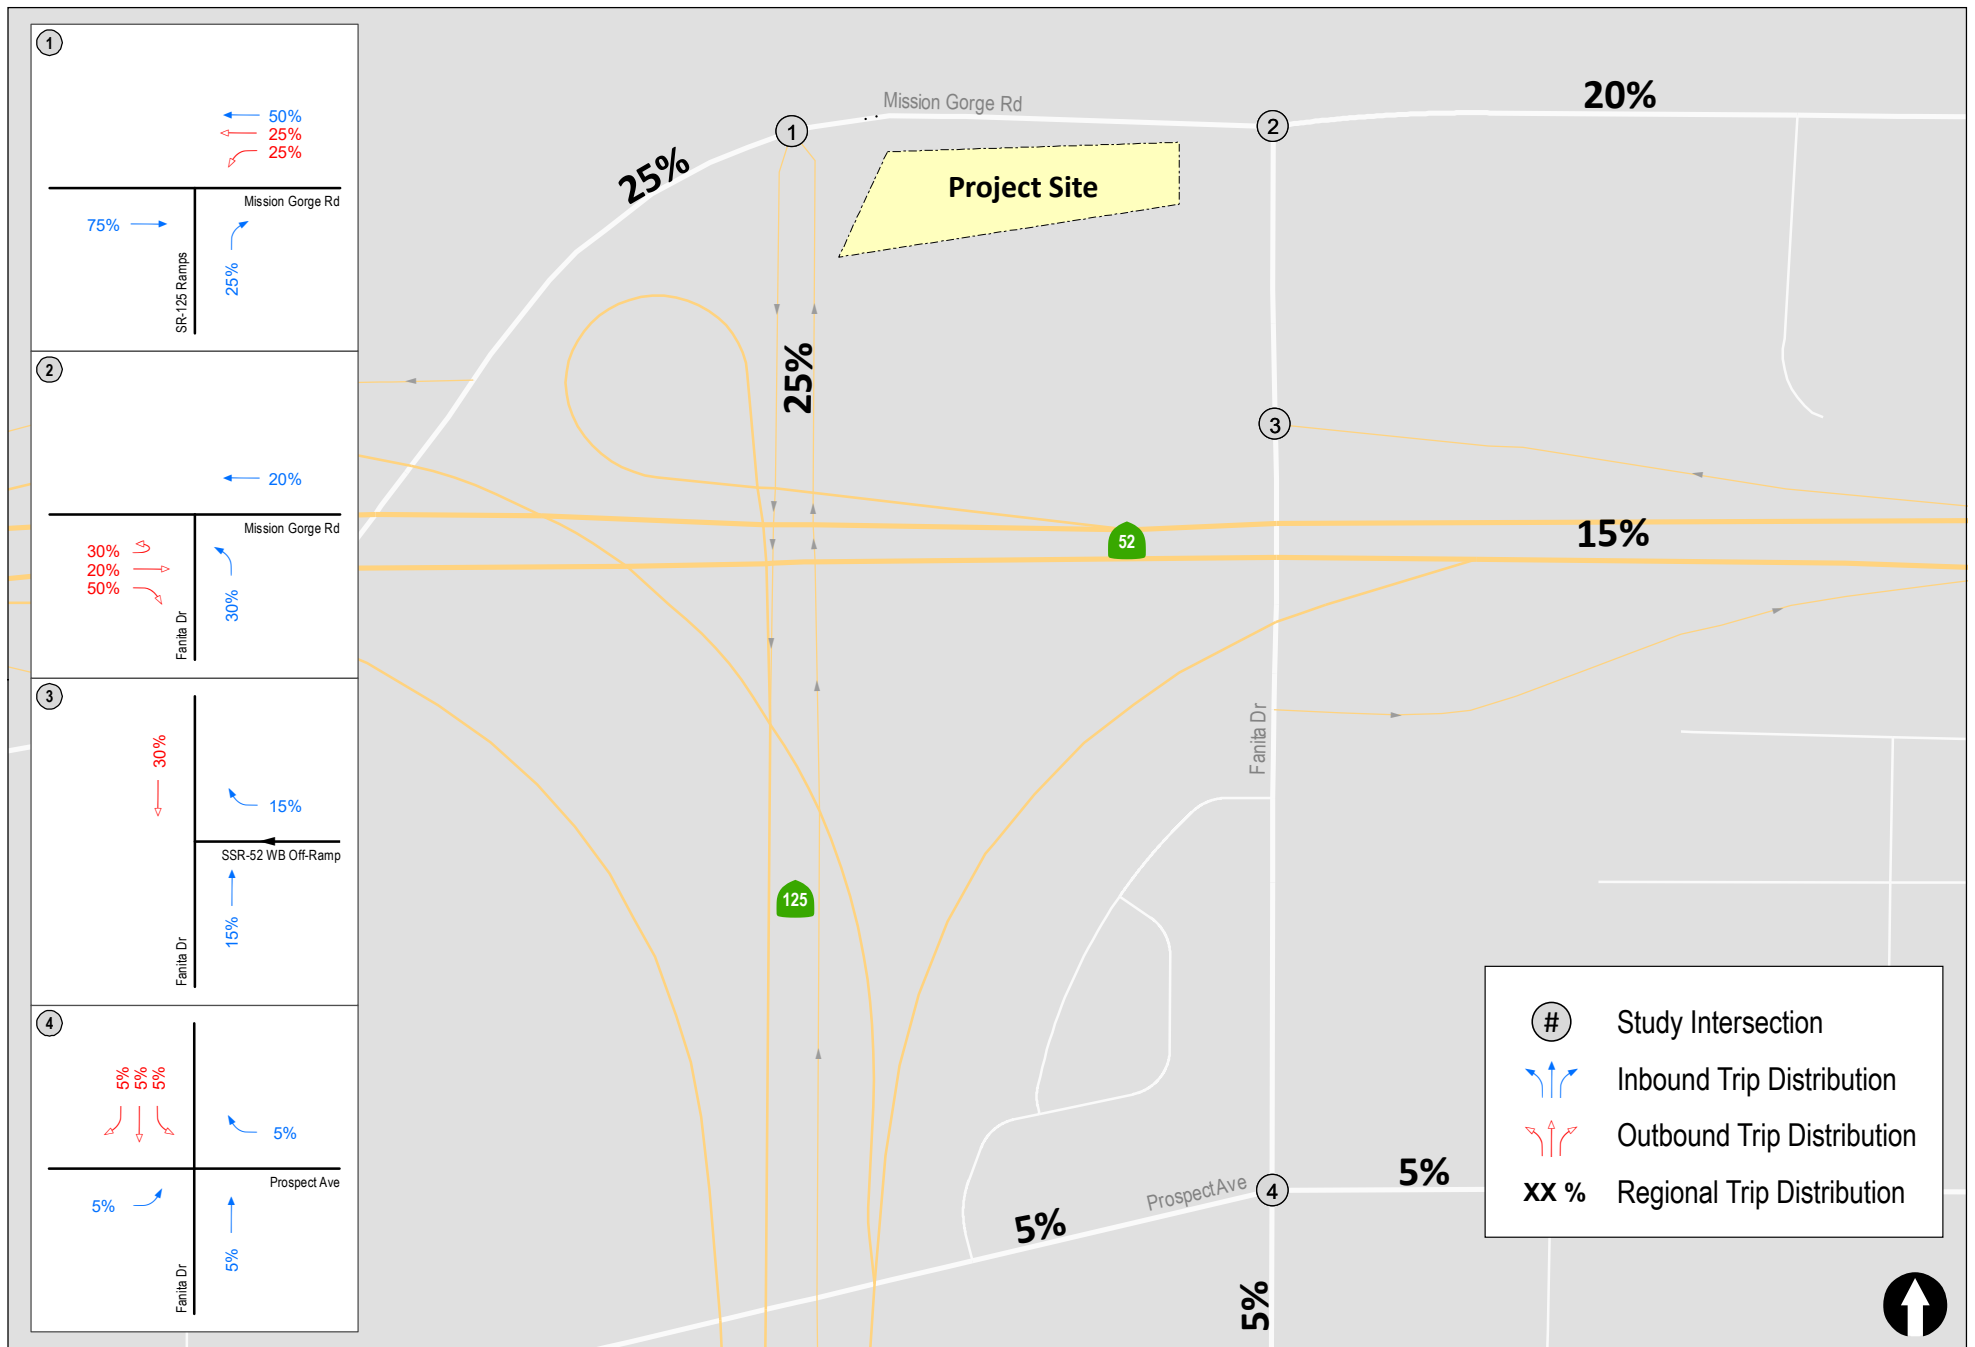 1
50%
25%
25%
Mission Gorge Rd
75%
SR-125 Ramps
25%
2
20%
Mission Gorge Rd
30%
20%
50%
Fanita Dr
30%
3
30%
15%
SSR-52 WB Off-Ramp
Fanita Dr
15%
4
5%
5%
5%
5%
Prospect Ave
5%
Fanita Dr
5%
Mission Gorge Rd
20%
1
2
25%
Project Site
25%
3
52
15%
Fanita Dr
125
Prospect Ave
4
5%
5%
5%
# Study Intersection
Inbound Trip Distribution
Outbound Trip Distribution
XX % Regional Trip Distribution